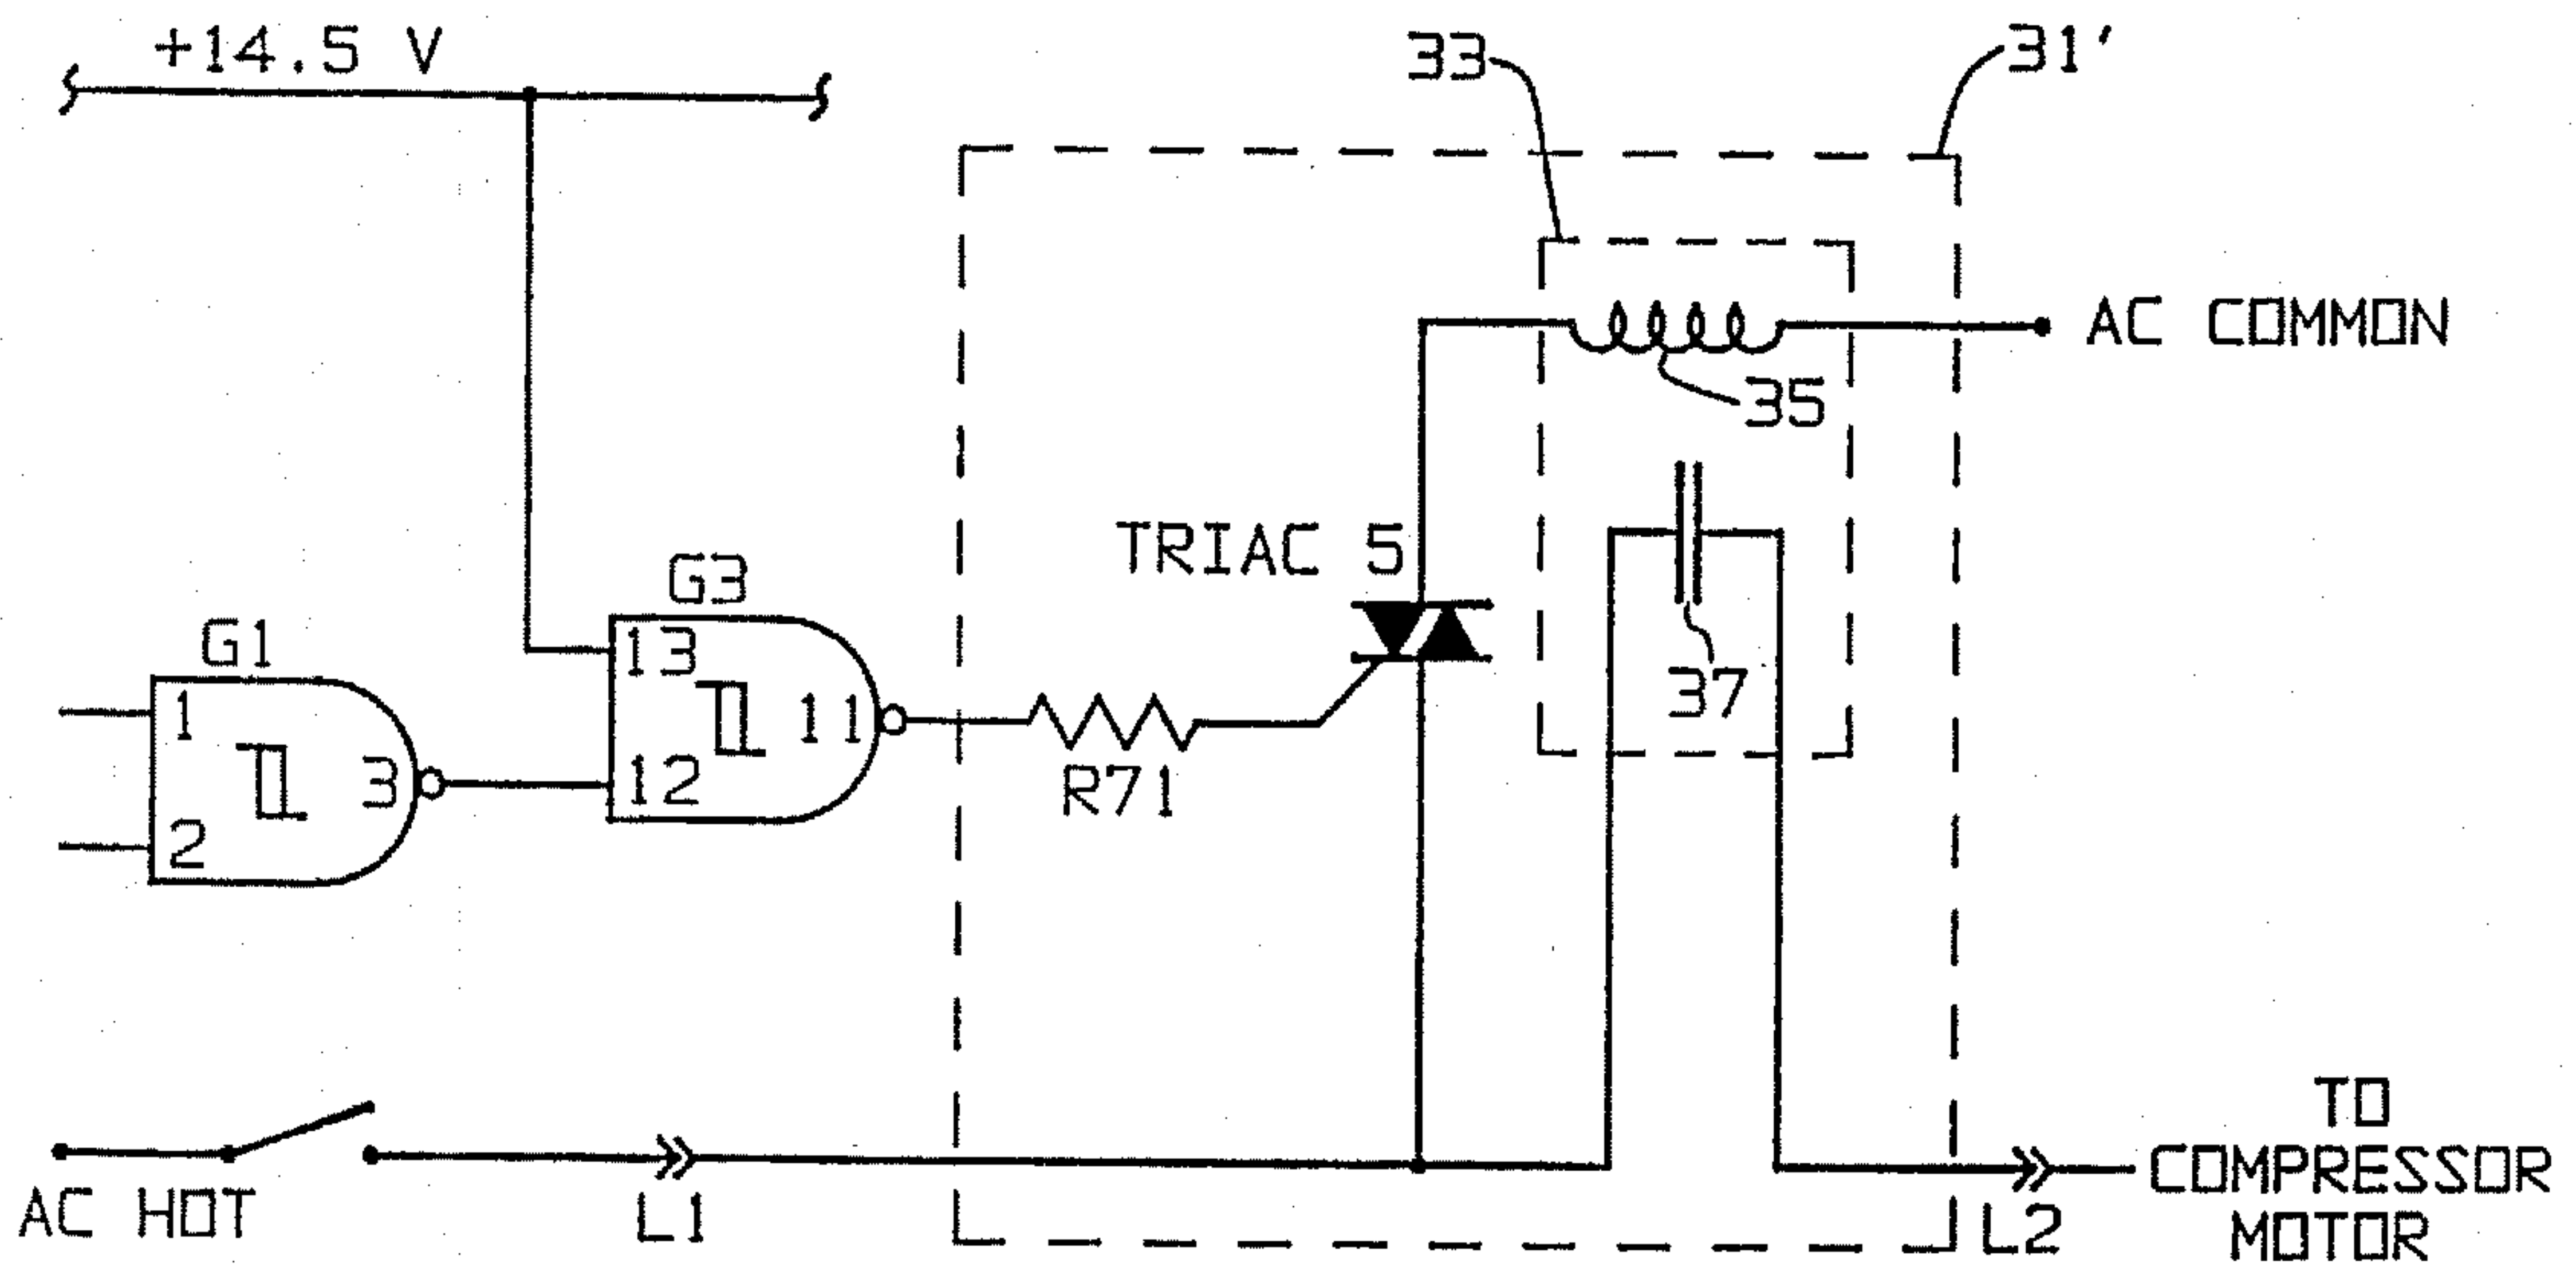 +14.5 V
33
31'
AC COMMON
35
TRIAC 5
G3
13
11
12
G1
1
3
2
37
R71
AC HOT
L1
L2
TO
COMPRESSOR
MOTOR